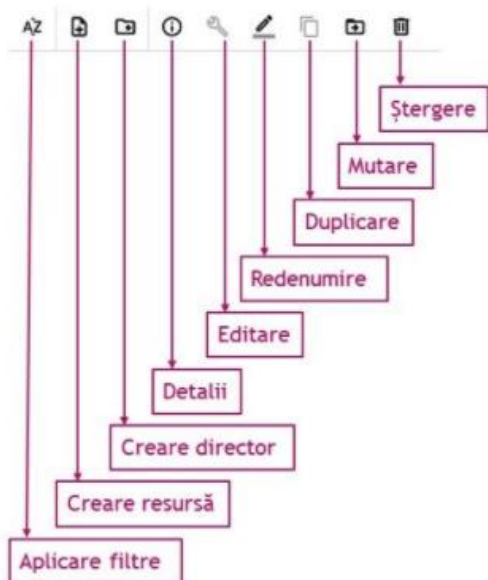 AZ
Ștergere
Mutare
Duplicare
Redenumire
Editare
Detalii
Creare director
Creare resursă
Aplicare filtre